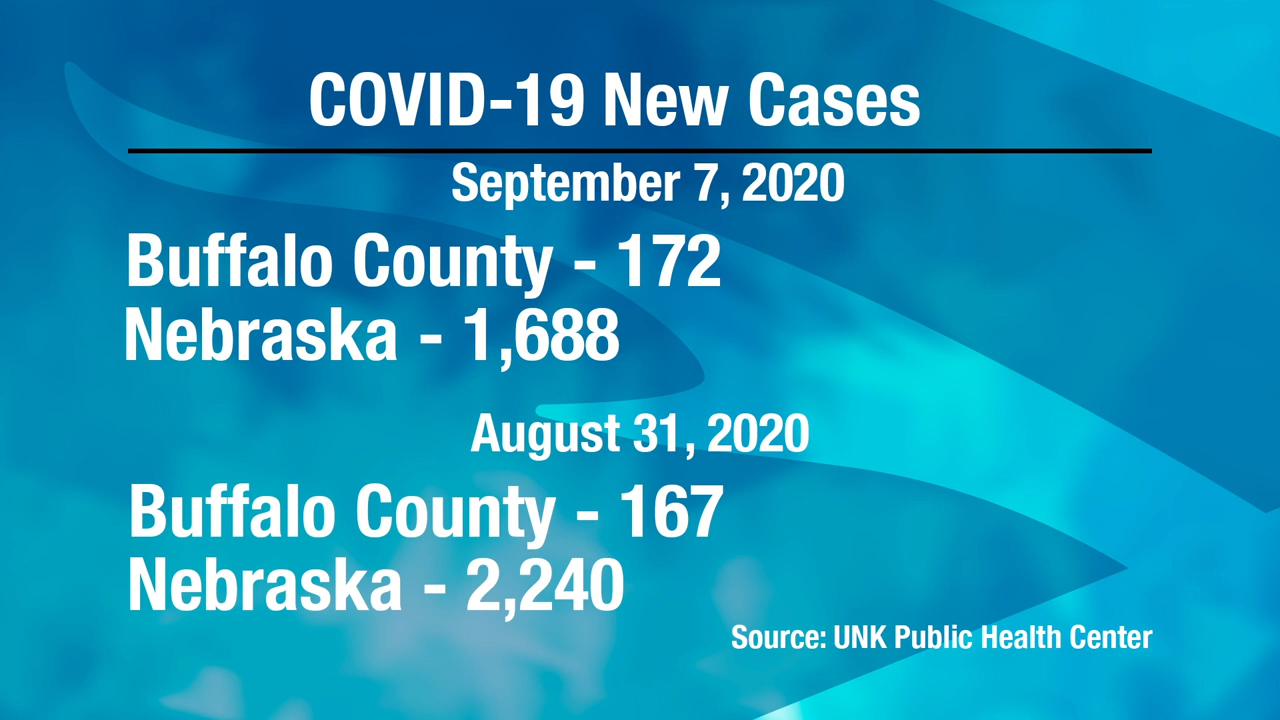 COVID-19 New Cases
September 7, 2020
Buffalo County - 172
Nebraska - 1,688
August 31, 2020
Buffalo County - 167
Nebraska - 2,240
Source: UNK Public Health Center